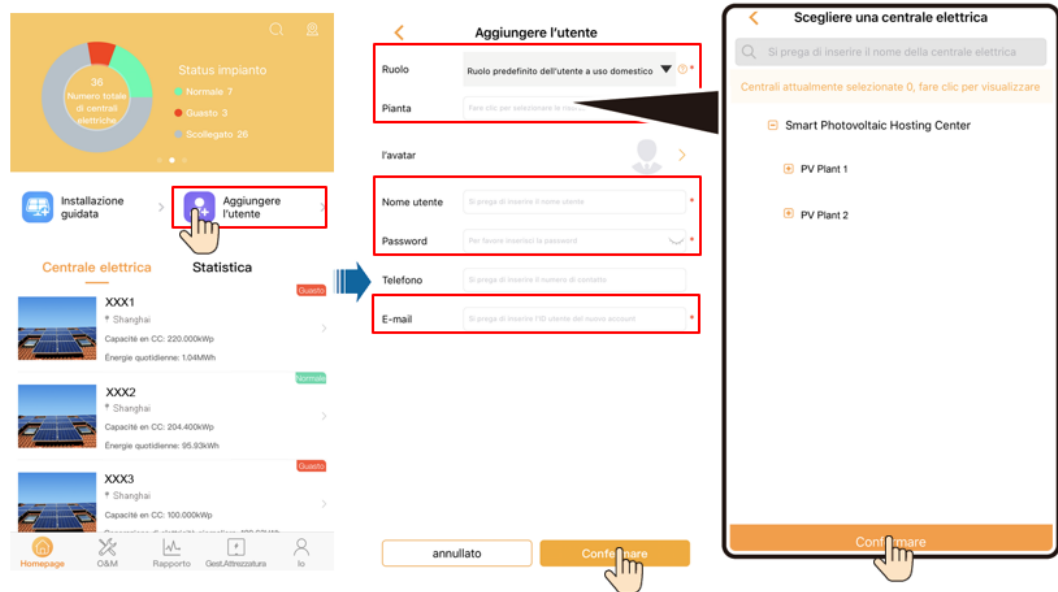 36
Numero totale
di centrali
elettriche
Status impianto
Normale 7
Guasto 3
Scollegato 26
Installazione
guidata
Aggiungere
l'utente
Centrale elettrica
Statistica
Guasto
XXX1
Shanghai
Capacité en CC: 220.000kWp
Énergie quotidienne: 1.04MWh
Normale
XXX2
Shanghai
Capacité en CC: 204.400kWp
Énergie quotidienne: 95.93kWh
Guasto
XXX3
Shanghai
Capacité en CC: 100.000kWp
Homepage
O&M
Rapporto
Gest.Attrezzatura
Io
Aggiungere l'utente
Ruolo
Ruolo predefinito dell'utente a uso domestico
Pianta
Fare clic per selezionare le
l'avatar
Nome utente
Si prega di inserire il nome utente
Password
Per favore inserisci la password
Telefono
Si prega di inserire il numero di contatto
E-mail
Si prega di inserire l'ID utente del nuovo account
annullato
Confermare
Scegliere una centrale elettrica
Si prega di inserire il nome della centrale elettrica
Centrali attualmente selezionate 0, fare clic per visualizzare
Smart Photovoltaic Hosting Center
PV Plant 1
PV Plant 2
Confermare